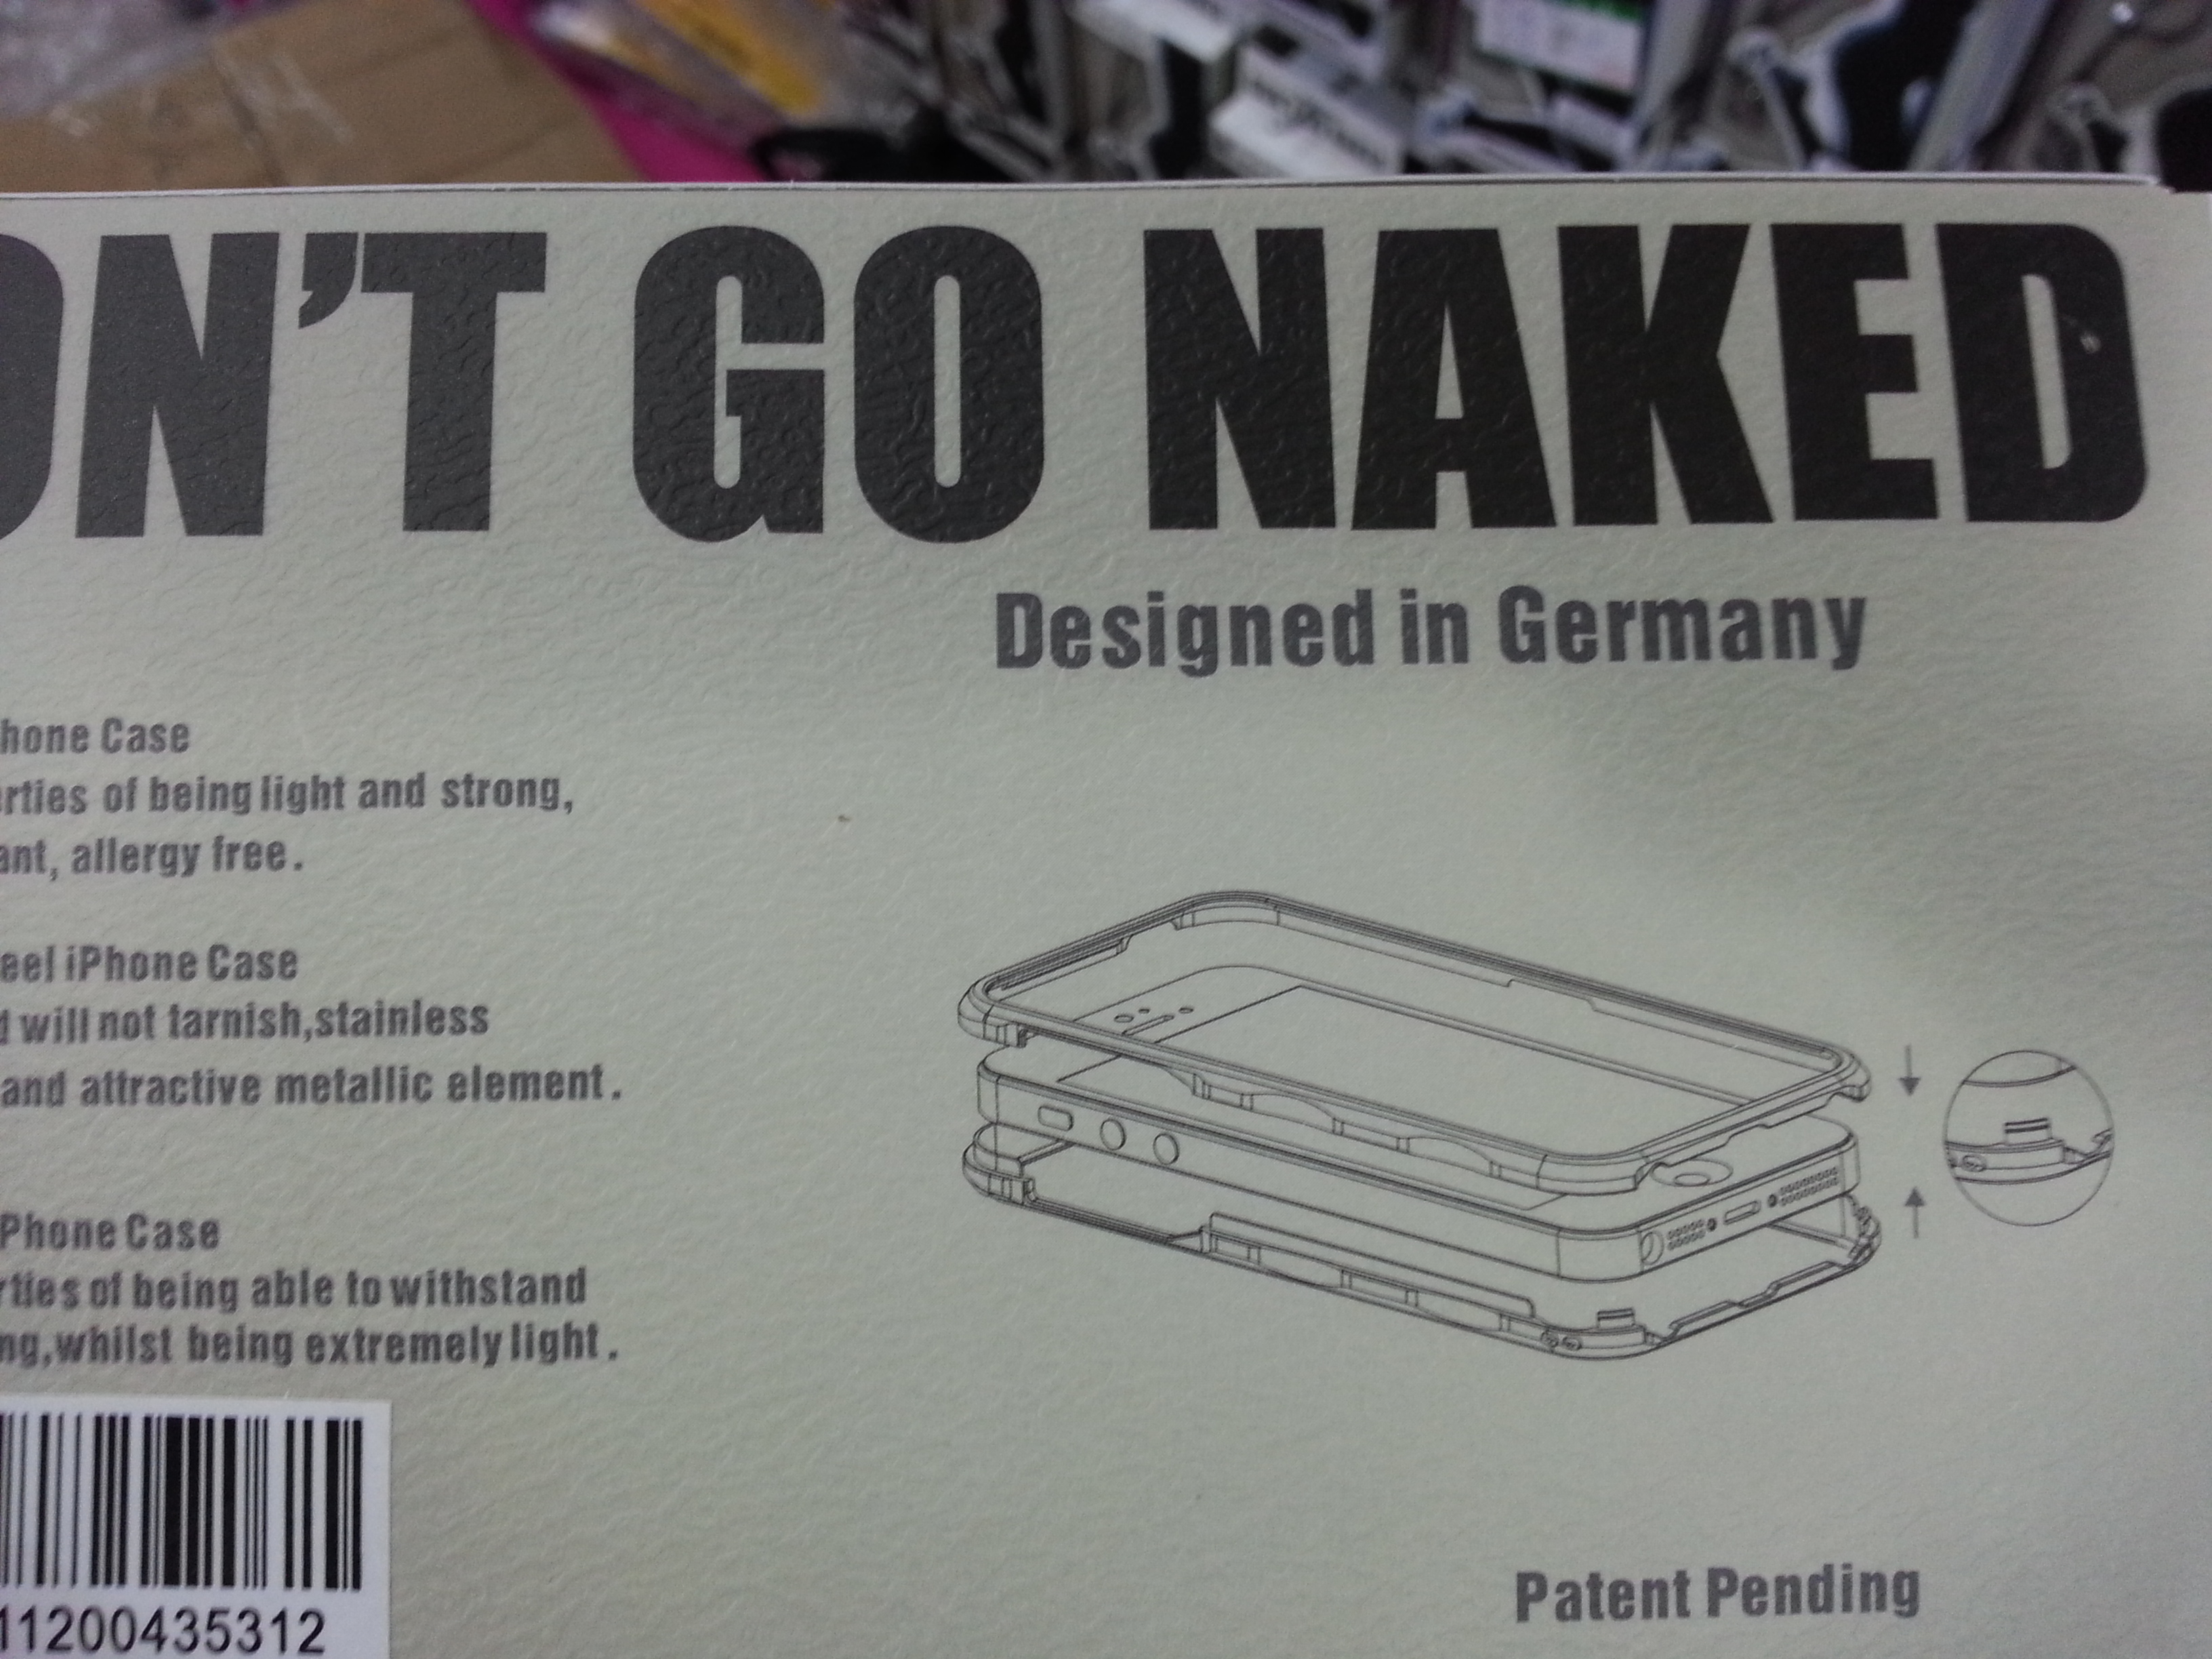 ON'T GO NAKED
Designed in Germany
hone Case
rties of being light and strong,
ant, allergy free.
eel iPhone Case
d will not tarnish,stainless
and attractive metallic element.
Phone Case
rties of being able to withstand
ng,whilst being extremely light.
11200435312
Patent Pending